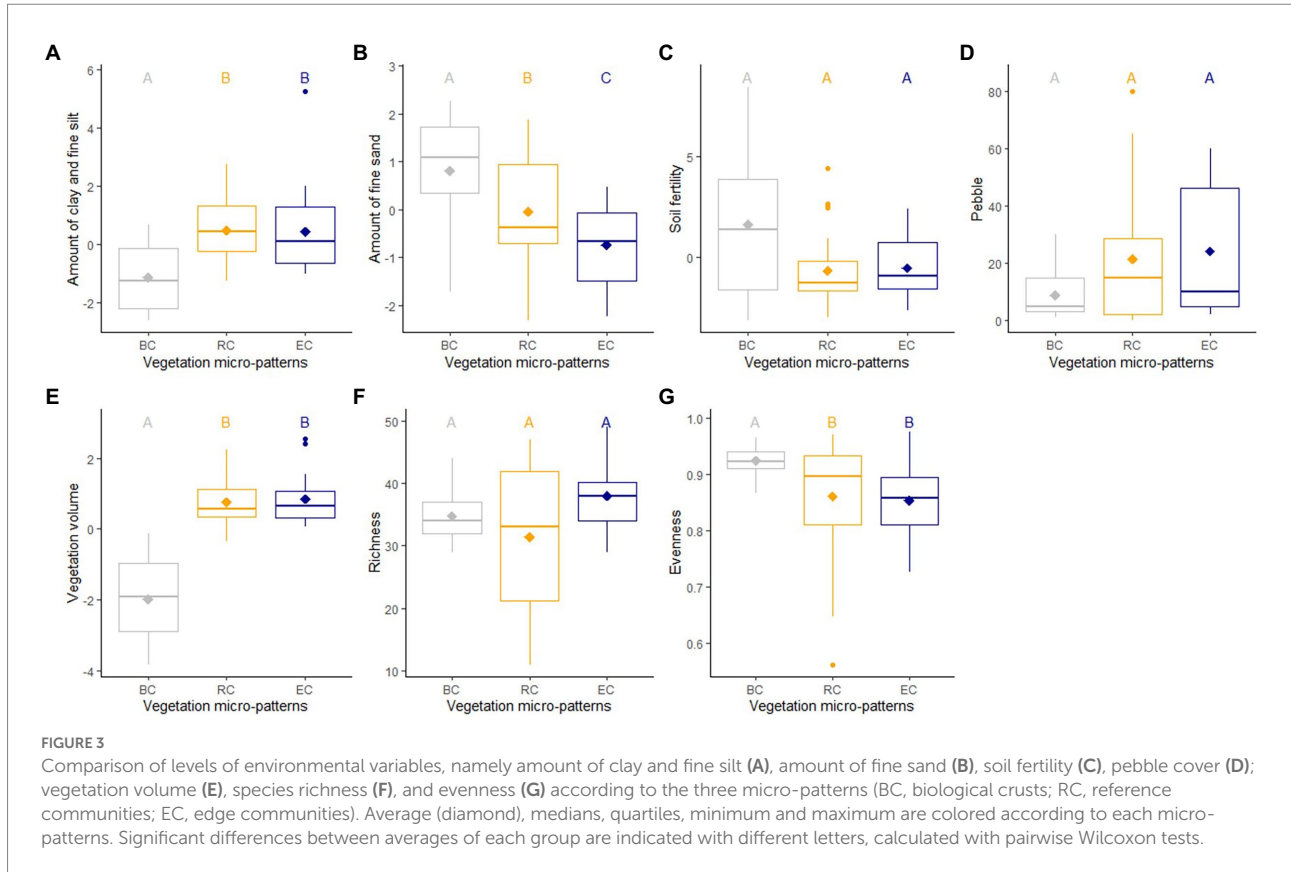 A
B
C
D
Amount of clay and fine silt
6
4
2
0
-2
A B B
BC RC EC
Vegetation micro-patterns
Amount of fine sand
3
2
1
0
-1
-2
A B C
BC RC EC
Vegetation micro-patterns
Soil fertility
5
0
A A A
BC RC EC
Vegetation micro-patterns
Pebble
80
60
40
20
0
A A A
BC RC EC
Vegetation micro-patterns
E
F
G
Vegetation volume
2
0
-2
-4
A B B
BC RC EC
Vegetation micro-patterns
Richness
50
40
30
20
10
A A A
BC RC EC
Vegetation micro-patterns
Evenness
1.0
0.9
0.8
0.7
0.6
A B B
BC RC EC
Vegetation micro-patterns
FIGURE 3
Comparison of levels of environmental variables, namely amount of clay and fine silt (A), amount of fine sand (B), soil fertility (C), pebble cover (D);
vegetation volume (E), species richness (F), and evenness (G) according to the three micro-patterns (BC, biological crusts; RC, reference
communities; EC, edge communities). Average (diamond), medians, quartiles, minimum and maximum are colored according to each micro-
patterns. Significant differences between averages of each group are indicated with different letters, calculated with pairwise Wilcoxon tests.